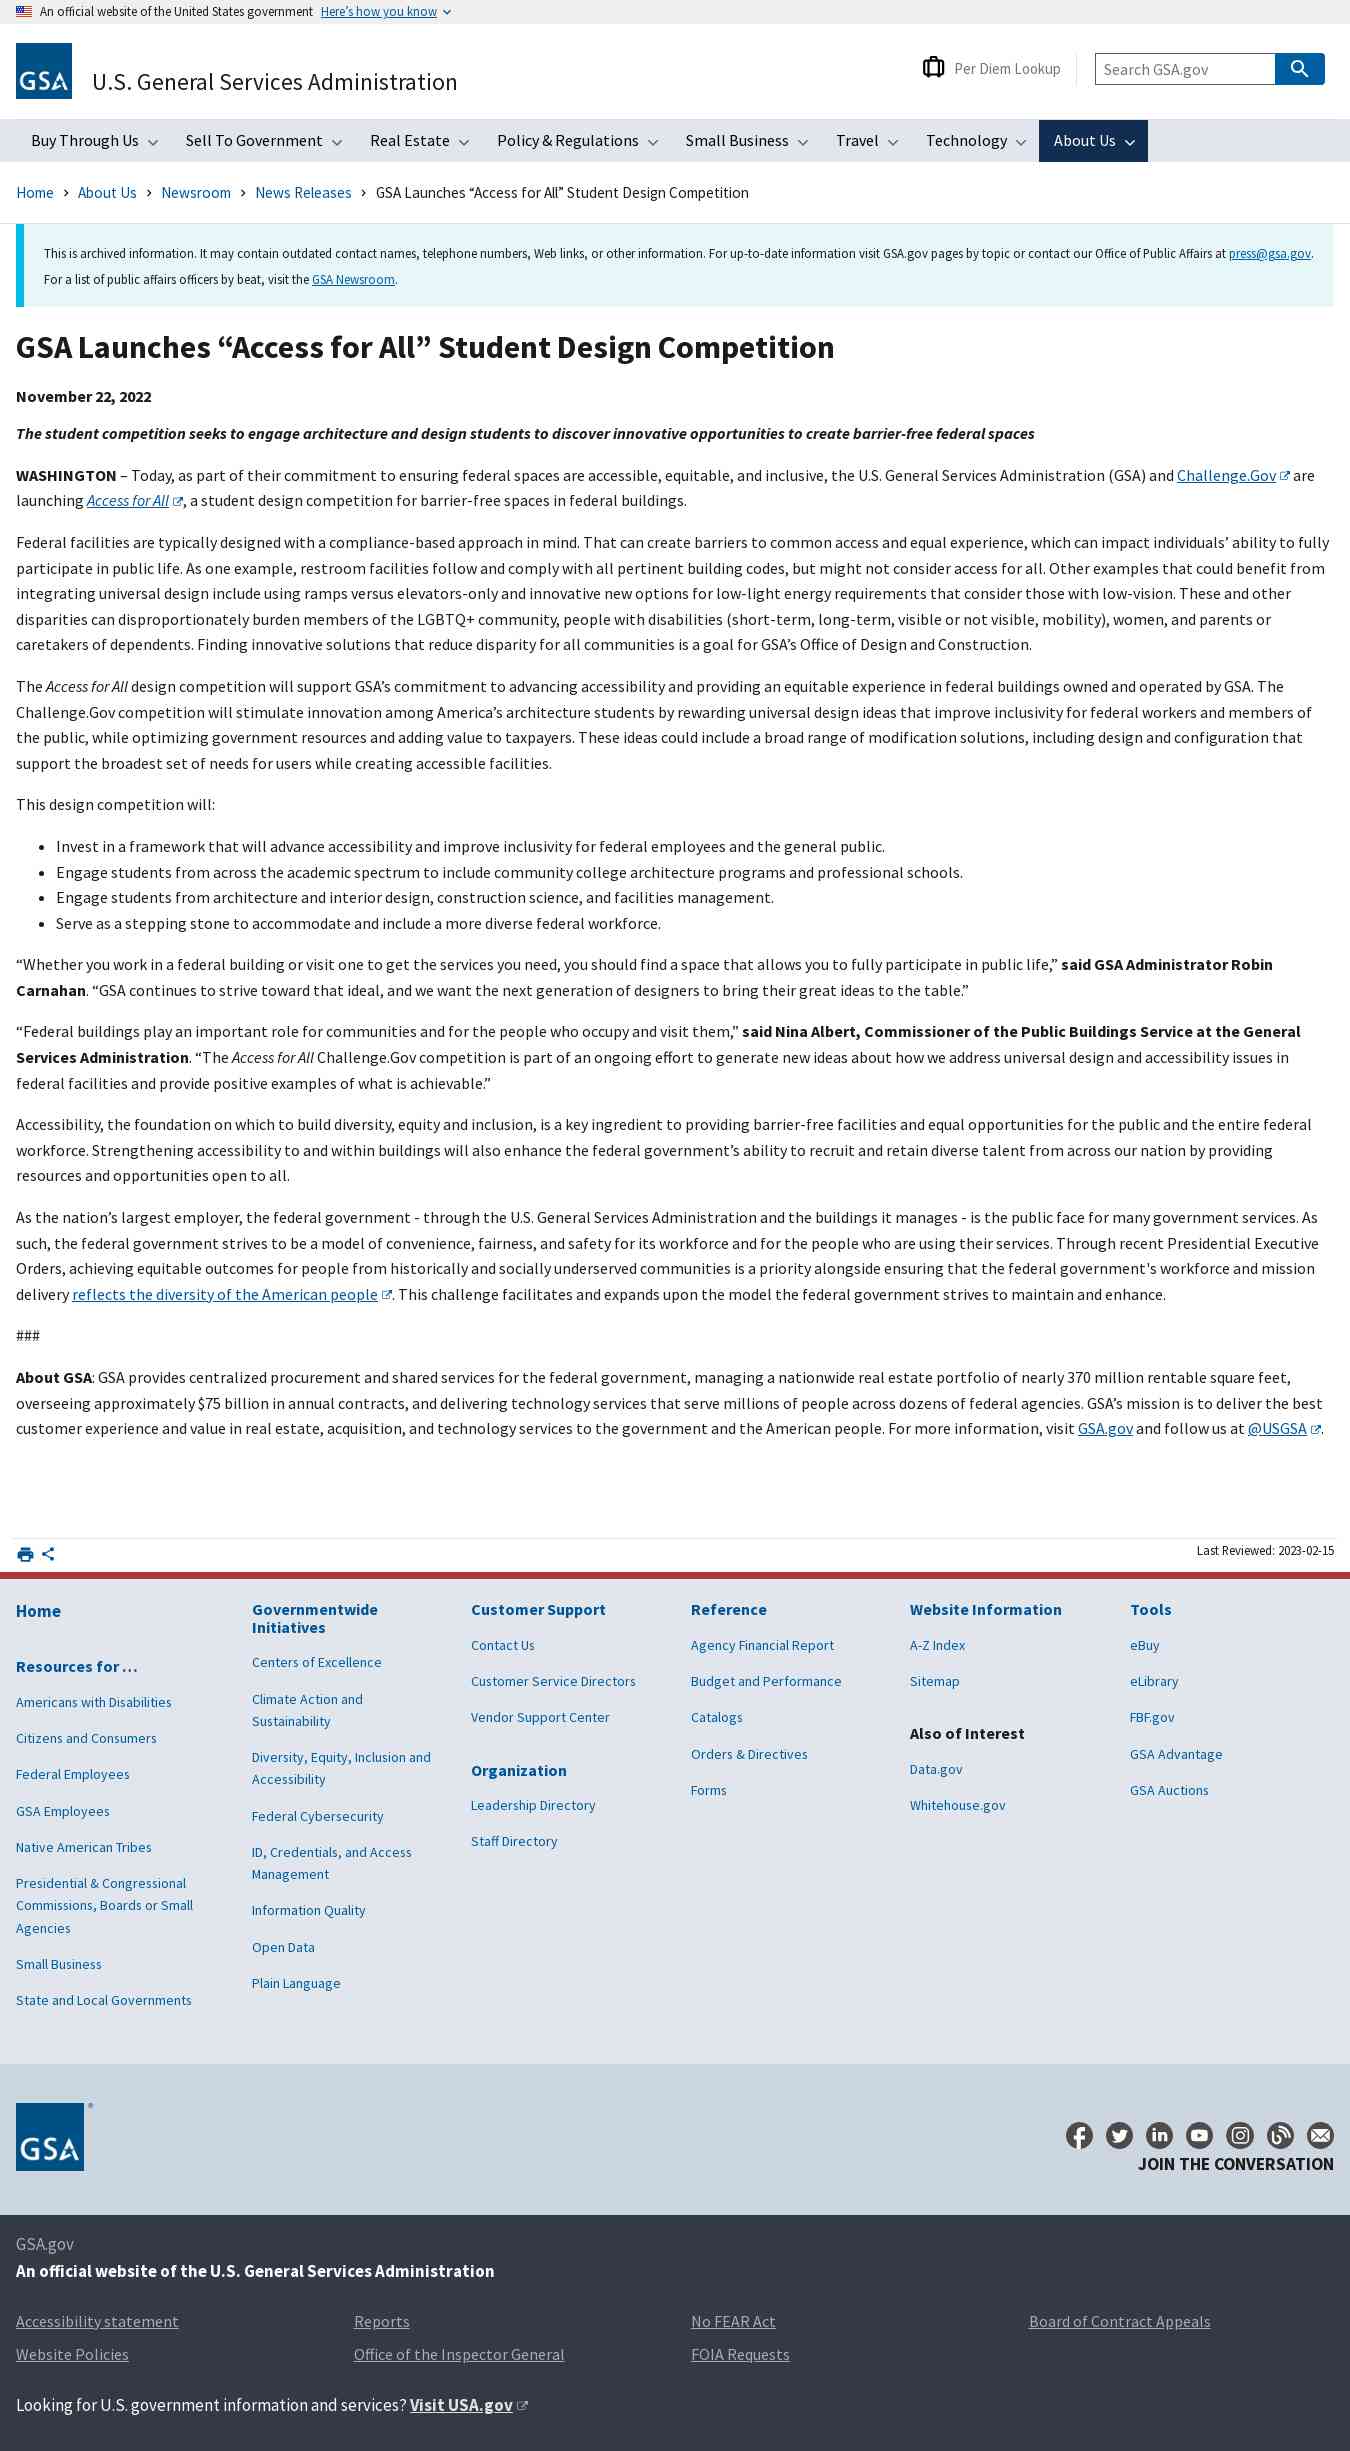 An official website of the United States government Here's how you know
GSA
U.S. General Services Administration
Per Diem Lookup
Search GSA.gov
Buy Through Us
Sell To Government
Real Estate
Policy & Regulations
Small Business
Travel
Technology
About Us
Home › About Us › Newsroom › News Releases › GSA Launches “Access for All” Student Design Competition
This is archived information. It may contain outdated contact names, telephone numbers, Web links, or other information. For up-to-date information visit GSA.gov pages by topic or contact our Office of Public Affairs at press@gsa.gov.
For a list of public affairs officers by beat, visit the GSA Newsroom.
GSA Launches “Access for All” Student Design Competition
November 22, 2022
The student competition seeks to engage architecture and design students to discover innovative opportunities to create barrier-free federal spaces
WASHINGTON – Today, as part of their commitment to ensuring federal spaces are accessible, equitable, and inclusive, the U.S. General Services Administration (GSA) and Challenge.Gov are
launching Access for All, a student design competition for barrier-free spaces in federal buildings.
Federal facilities are typically designed with a compliance-based approach in mind. That can create barriers to common access and equal experience, which can impact individuals’ ability to fully
participate in public life. As one example, restroom facilities follow and comply with all pertinent building codes, but might not consider access for all. Other examples that could benefit from
integrating universal design include using ramps versus elevators-only and innovative new options for low-light energy requirements that consider those with low-vision. These and other
disparities can disproportionately burden members of the LGBTQ+ community, people with disabilities (short-term, long-term, visible or not visible, mobility), women, and parents or
caretakers of dependents. Finding innovative solutions that reduce disparity for all communities is a goal for GSA’s Office of Design and Construction.
The Access for All design competition will support GSA’s commitment to advancing accessibility and providing an equitable experience in federal buildings owned and operated by GSA. The
Challenge.Gov competition will stimulate innovation among America’s architecture students by rewarding universal design ideas that improve inclusivity for federal workers and members of
the public, while optimizing government resources and adding value to taxpayers. These ideas could include a broad range of modification solutions, including design and configuration that
support the broadest set of needs for users while creating accessible facilities.
This design competition will:
• Invest in a framework that will advance accessibility and improve inclusivity for federal employees and the general public.
• Engage students from across the academic spectrum to include community college architecture programs and professional schools.
• Engage students from architecture and interior design, construction science, and facilities management.
• Serve as a stepping stone to accommodate and include a more diverse federal workforce.
“Whether you work in a federal building or visit one to get the services you need, you should find a space that allows you to fully participate in public life,” said GSA Administrator Robin
Carnahan. “GSA continues to strive toward that ideal, and we want the next generation of designers to bring their great ideas to the table.”
“Federal buildings play an important role for communities and for the people who occupy and visit them,” said Nina Albert, Commissioner of the Public Buildings Service at the General
Services Administration. “The Access for All Challenge.Gov competition is part of an ongoing effort to generate new ideas about how we address universal design and accessibility issues in
federal facilities and provide positive examples of what is achievable.”
Accessibility, the foundation on which to build diversity, equity and inclusion, is a key ingredient to providing barrier-free facilities and equal opportunities for the public and the entire federal
workforce. Strengthening accessibility to and within buildings will also enhance the federal government’s ability to recruit and retain diverse talent from across our nation by providing
resources and opportunities open to all.
As the nation’s largest employer, the federal government - through the U.S. General Services Administration and the buildings it manages - is the public face for many government services. As
such, the federal government strives to be a model of convenience, fairness, and safety for its workforce and for the people who are using their services. Through recent Presidential Executive
Orders, achieving equitable outcomes for people from historically and socially underserved communities is a priority alongside ensuring that the federal government's workforce and mission
delivery reflects the diversity of the American people. This challenge facilitates and expands upon the model the federal government strives to maintain and enhance.
###
About GSA: GSA provides centralized procurement and shared services for the federal government, managing a nationwide real estate portfolio of nearly 370 million rentable square feet,
overseeing approximately $75 billion in annual contracts, and delivering technology services that serve millions of people across dozens of federal agencies. GSA’s mission is to deliver the best
customer experience and value in real estate, acquisition, and technology services to the government and the American people. For more information, visit GSA.gov and follow us at @USGSA.
Last Reviewed: 2023-02-15
Home
Resources for …
Americans with Disabilities
Citizens and Consumers
Federal Employees
GSA Employees
Native American Tribes
Presidential & Congressional
Commissions, Boards or Small
Agencies
Small Business
State and Local Governments
Governmentwide
Initiatives
Centers of Excellence
Climate Action and
Sustainability
Diversity, Equity, Inclusion and
Accessibility
Federal Cybersecurity
ID, Credentials, and Access
Management
Information Quality
Open Data
Plain Language
Customer Support
Contact Us
Customer Service Directors
Vendor Support Center
Organization
Leadership Directory
Staff Directory
Reference
Agency Financial Report
Budget and Performance
Catalogs
Orders & Directives
Forms
Website Information
A-Z Index
Sitemap
Also of Interest
Data.gov
Whitehouse.gov
Tools
eBuy
eLibrary
FBF.gov
GSA Advantage
GSA Auctions
GSA ®
JOIN THE CONVERSATION
GSA.gov
An official website of the U.S. General Services Administration
Accessibility statement
Reports
No FEAR Act
Board of Contract Appeals
Website Policies
Office of the Inspector General
FOIA Requests
Looking for U.S. government information and services? Visit USA.gov